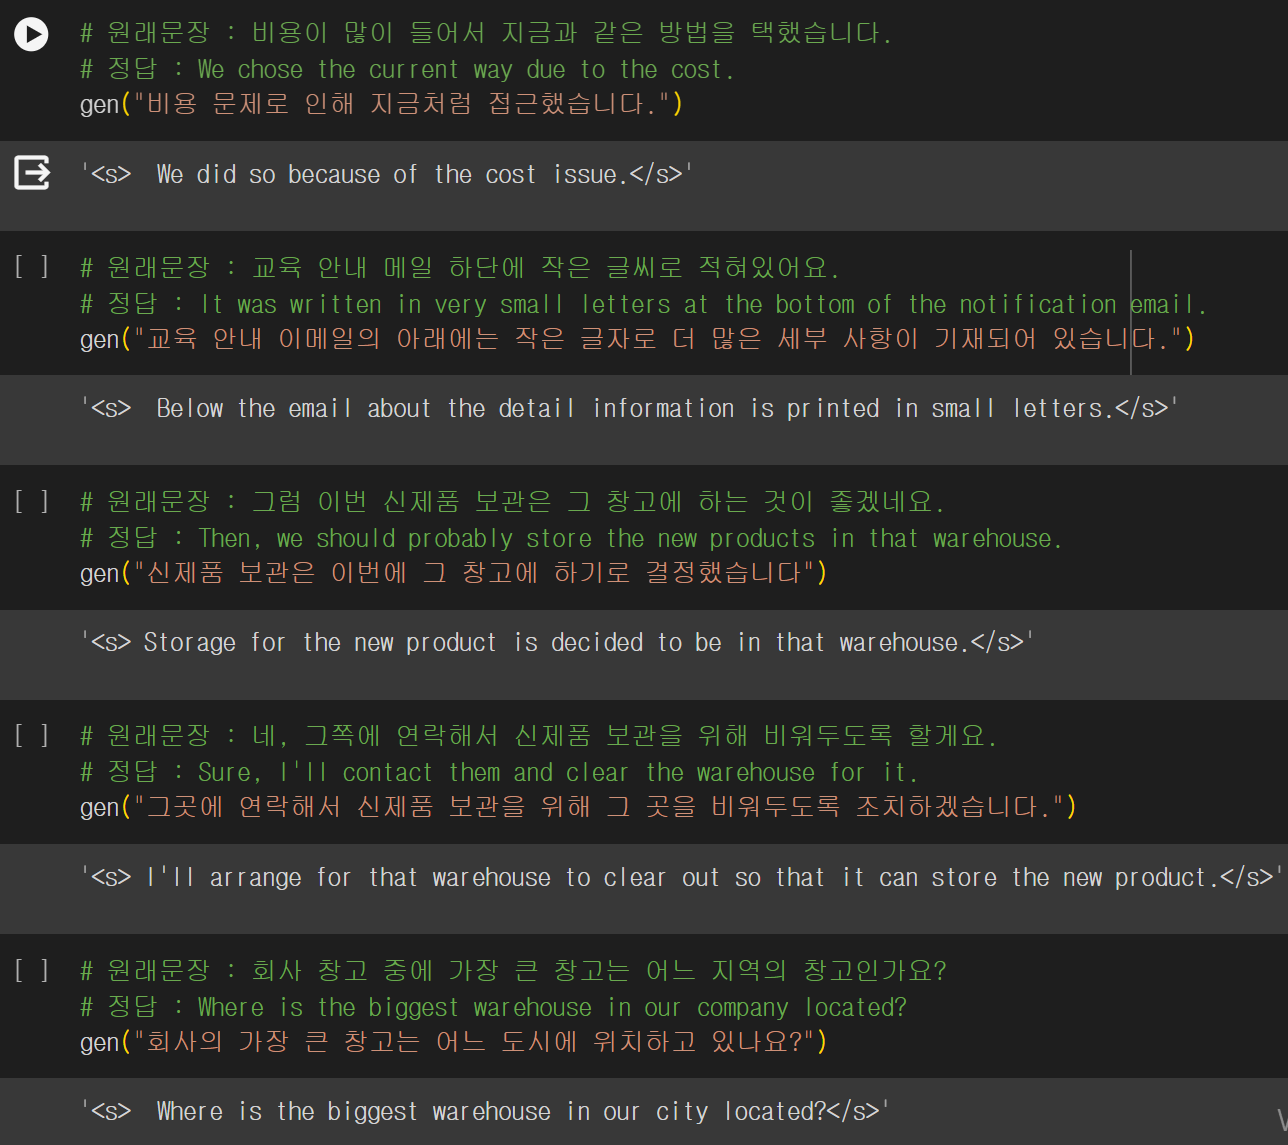 # 원래문장 : 비용이 많이 들어서 지금과 같은 방법을 택했습니다.
# 정답 : We chose the current way due to the cost.
gen("비용 문제로 인해 지금처럼 접근했습니다.")
'<s>  We did so because of the cost issue.</s>'
[ ] # 원래문장 : 교육 안내 메일 하단에 작은 글씨로 적혀있어요.
# 정답 : It was written in very small letters at the bottom of the notification email.
gen("교육 안내 이메일의 아래에는 작은 글자로 더 많은 세부 사항이 기재되어 있습니다.")
'<s>  Below the email about the detail information is printed in small letters.</s>'
[ ] # 원래문장 : 그럼 이번 신제품 보관은 그 창고에 하는 것이 좋겠네요.
# 정답 : Then, we should probably store the new products in that warehouse.
gen("신제품 보관은 이번에 그 창고에 하기로 결정했습니다")
'<s> Storage for the new product is decided to be in that warehouse.</s>'
[ ] # 원래문장 : 네, 그쪽에 연락해서 신제품 보관을 위해 비워두도록 할게요.
# 정답 : Sure, I'll contact them and clear the warehouse for it.
gen("그곳에 연락해서 신제품 보관을 위해 그 곳을 비워두도록 조치하겠습니다.")
'<s> I'll arrange for that warehouse to clear out so that it can store the new product.</s>'
[ ] # 원래문장 : 회사 창고 중에 가장 큰 창고는 어느 지역의 창고인가요?
# 정답 : Where is the biggest warehouse in our company located?
gen("회사의 가장 큰 창고는 어느 도시에 위치하고 있나요?")
'<s>  Where is the biggest warehouse in our city located?</s>'